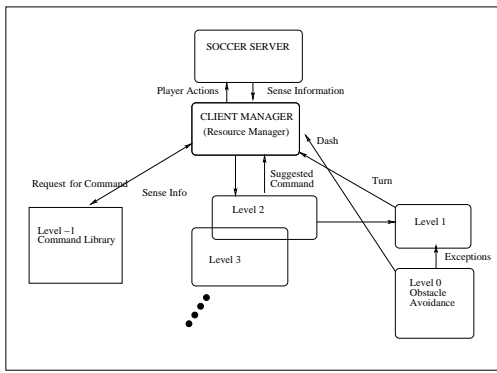 SOCCER SERVER
Player Actions
Sense Information
CLIENT MANAGER
(Resource Manager)
Dash
Request for Command
Sense Info
Suggested
Command
Turn
Level 2
Level −1
Command Library
Level 1
Level 3
Exceptions
Level 0
Obstacle
Avoidance